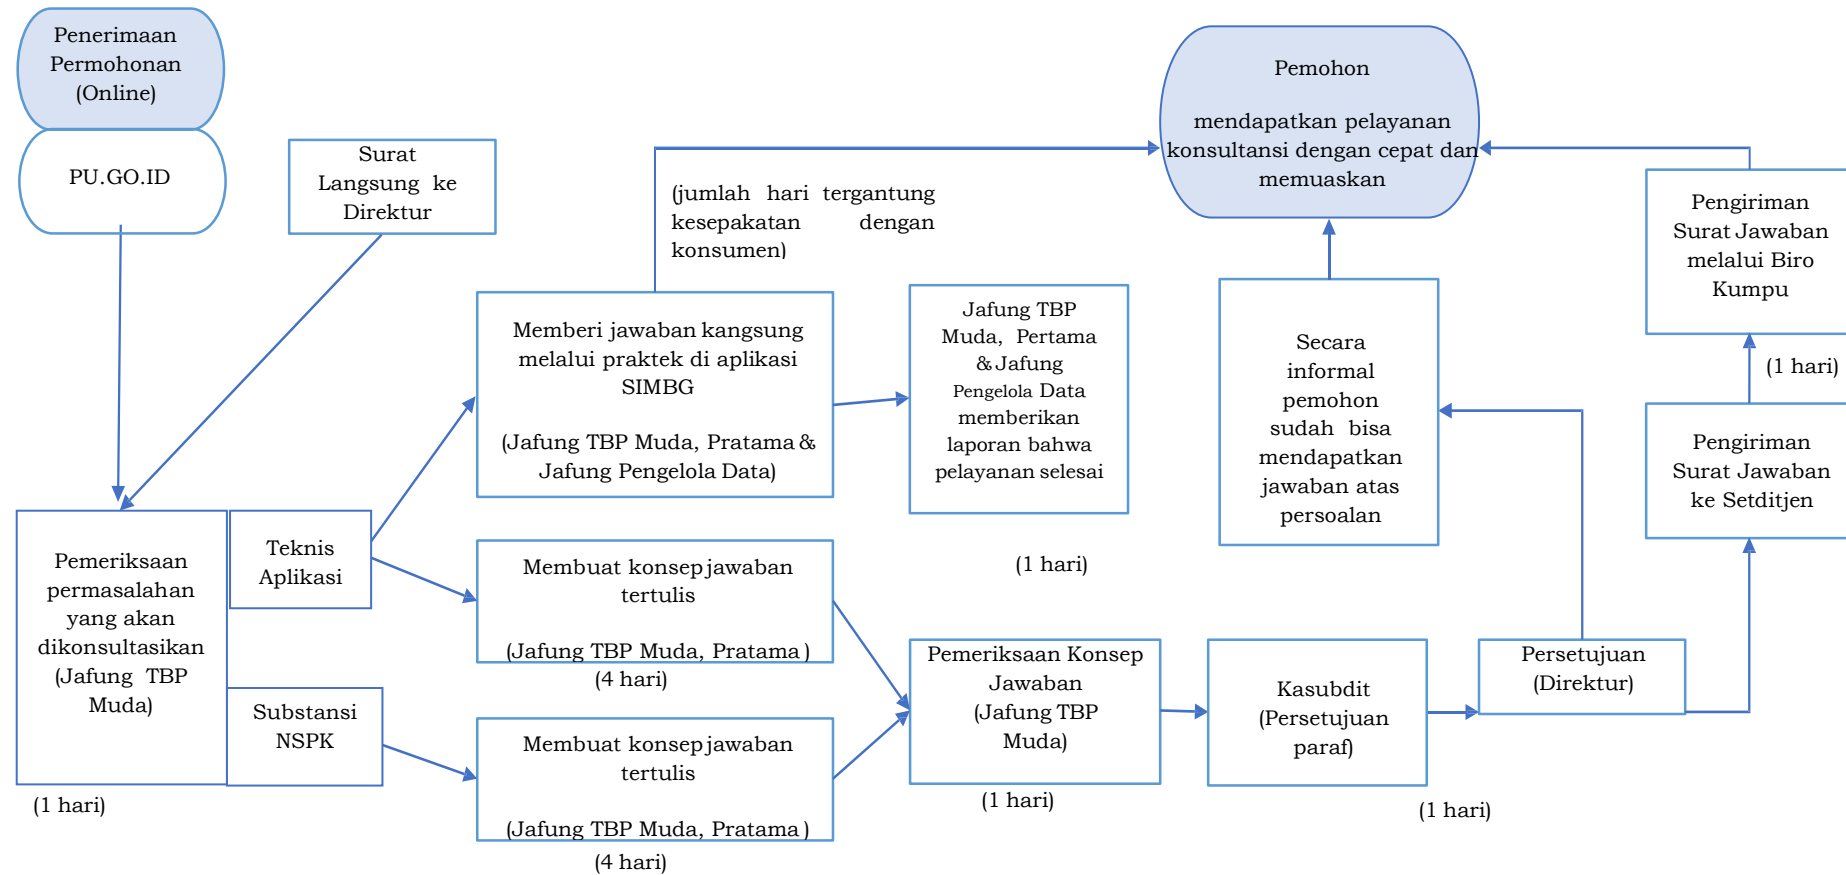 Penerimaan
Permohonan
(Online)
PU.GO.ID
Surat
Langsung ke
Direktur
Pemeriksaan
permasalahan
yang akan
dikonsultasikan
(Jafung TBP
Muda)
(1 hari)
Teknis
Aplikasi
Substansi
NSPK
Memberi jawaban kangsung
melalui praktek di aplikasi
SIMBG
(Jafung TBP Muda, Pratama &
Jafung Pengelola Data)
(jumlah hari tergantung
kesepakatan dengan
konsumen)
Membuat konsep jawaban
tertulis
(Jafung TBP Muda, Pratama)
(4 hari)
Membuat konsep jawaban
tertulis
(Jafung TBP Muda, Pratama)
(4 hari)
Jafung TBP
Muda, Pertama
& Jafung
Pengelola Data
memberikan
laporan bahwa
pelayanan selesai
(1 hari)
Pemeriksaan Konsep
Jawaban
(Jafung TBP
Muda)
(1 hari)
Kasubdit
(Persetujuan
paraf)
(1 hari)
Persetujuan
(Direktur)
Secara
informal
pemohon
sudah bisa
mendapatkan
jawaban atas
persoalan
Pemohon
mendapatkan pelayanan
konsultansi dengan cepat dan
memuaskan
Pengiriman
Surat Jawaban
melalui Biro
Kumpu
(1 hari)
Pengiriman
Surat Jawaban
ke Setditjen